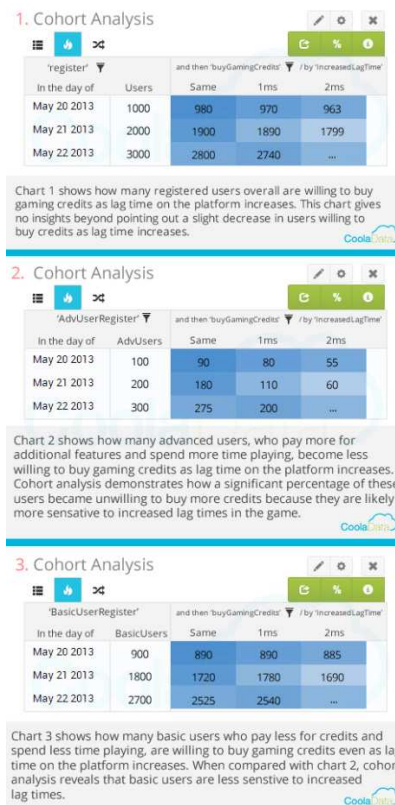 1. Cohort Analysis
'register' and then 'buyGamingCredits' / by 'IncreasedLagTime'
In the day of Users Same 1ms 2ms
May 20 2013 1000 980 970 963
May 21 2013 2000 1900 1890 1799
May 22 2013 3000 2800 2740 ...
Chart 1 shows how many registered users overall are willing to buy
gaming credits as lag time on the platform increases. This chart gives
no insights beyond pointing out a slight decrease in users willing to
buy credits as lag time increases.
CoolaData
2. Cohort Analysis
'AdvUserRegister' and then 'buyGamingCredits' / by 'IncreasedLagTime'
In the day of AdvUsers Same 1ms 2ms
May 20 2013 100 90 80 55
May 21 2013 200 180 110 60
May 22 2013 300 275 200 ...
Chart 2 shows how many advanced users, who pay more for
additional features and spend more time playing, become less
willing to buy gaming credits as lag time on the platform increases.
Cohort analysis demonstrates how a significant percentage of these
users became unwilling to buy more credits because they are likely
more sensative to increased lag times in the game.
CoolaData
3. Cohort Analysis
'BasicUserRegister' and then 'buyGamingCredits' / by 'IncreasedLagTime'
In the day of BasicUsers Same 1ms 2ms
May 20 2013 900 890 890 885
May 21 2013 1800 1720 1780 1690
May 22 2013 2700 2525 2540 ...
Chart 3 shows how many basic users who pay less for credits and
spend less time playing, are willing to buy gaming credits even as la
time on the platform increases. When compared with chart 2, cohor
analysis reveals that basic users are less senstive to increased
lag times.
CoolaData